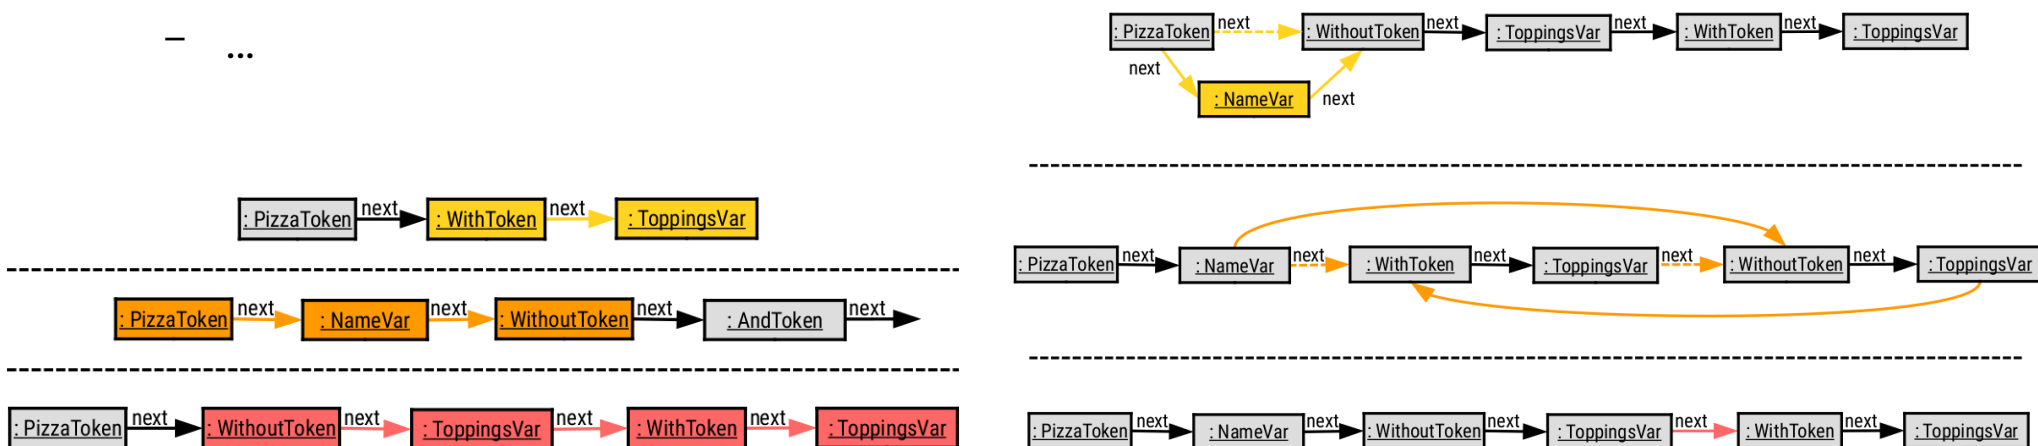 – ...
: PizzaToken next : WithToken next : ToppingsVar
: PizzaToken next : NameVar next : WithoutToken next : AndToken next
: PizzaToken next : WithoutToken next : ToppingsVar next : WithToken next : ToppingsVar
: PizzaToken next : WithoutToken next : ToppingsVar next : WithToken next : ToppingsVar
next : NameVar next
: PizzaToken next : NameVar next : WithToken next : ToppingsVar next : WithoutToken next : ToppingsVar
: PizzaToken next : NameVar next : WithoutToken next : ToppingsVar next : WithToken next : ToppingsVar